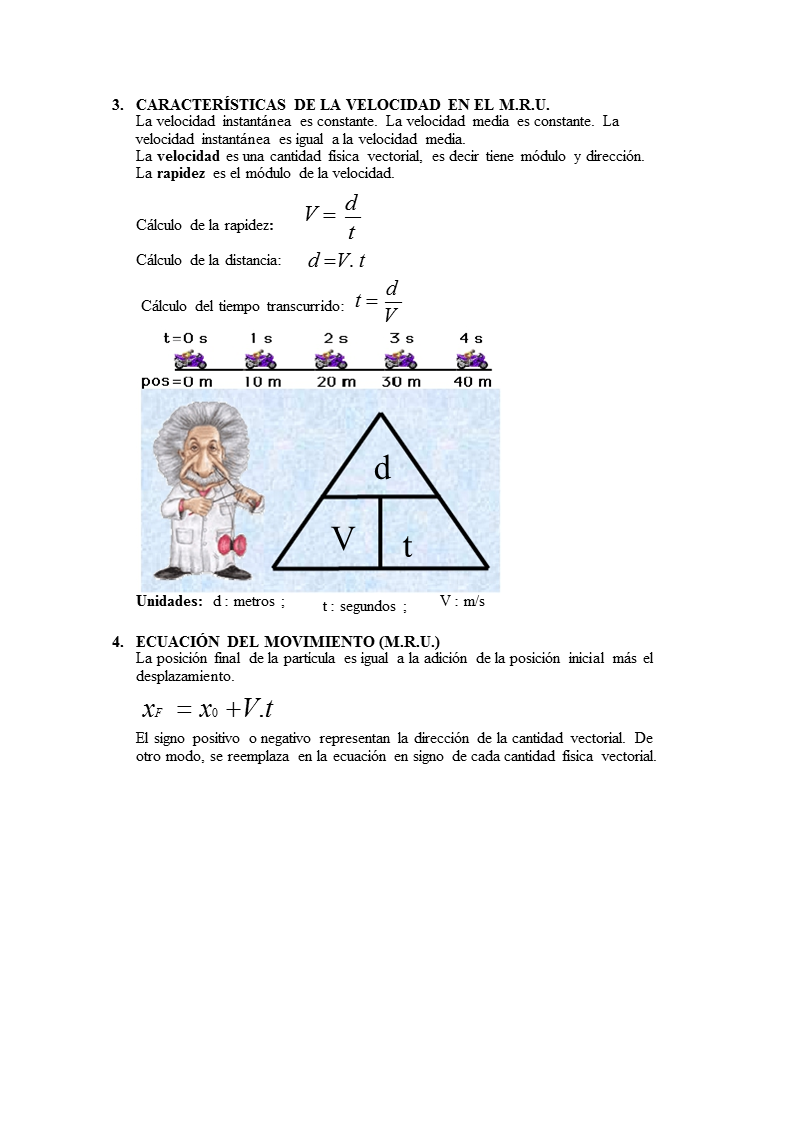 3. CARACTERÍSTICAS DE LA VELOCIDAD EN EL M.R.U.
La velocidad instantánea es constante. La velocidad media es constante. La
velocidad instantánea es igual a la velocidad media.
La velocidad es una cantidad fisica vectorial, es decir tiene módulo y dirección.
La rapidez es el módulo de la velocidad.
Cálculo de la rapidez: V = d/t
Cálculo de la distancia: d = V. t
Cálculo del tiempo transcurrido: t = d/V
t=0 s 1 s 2 s 3 s 4 s
pos=0 m 10 m 20 m 30 m 40 m
d
V t
Unidades: d : metros ; t : segundos ; V : m/s
4. ECUACIÓN DEL MOVIMIENTO (M.R.U.)
La posición final de la partícula es igual a la adición de la posición inicial más el
desplazamiento.
x_F = x_0 + V.t
El signo positivo o negativo representan la dirección de la cantidad vectorial. De
otro modo, se reemplaza en la ecuación en signo de cada cantidad fisica vectorial.